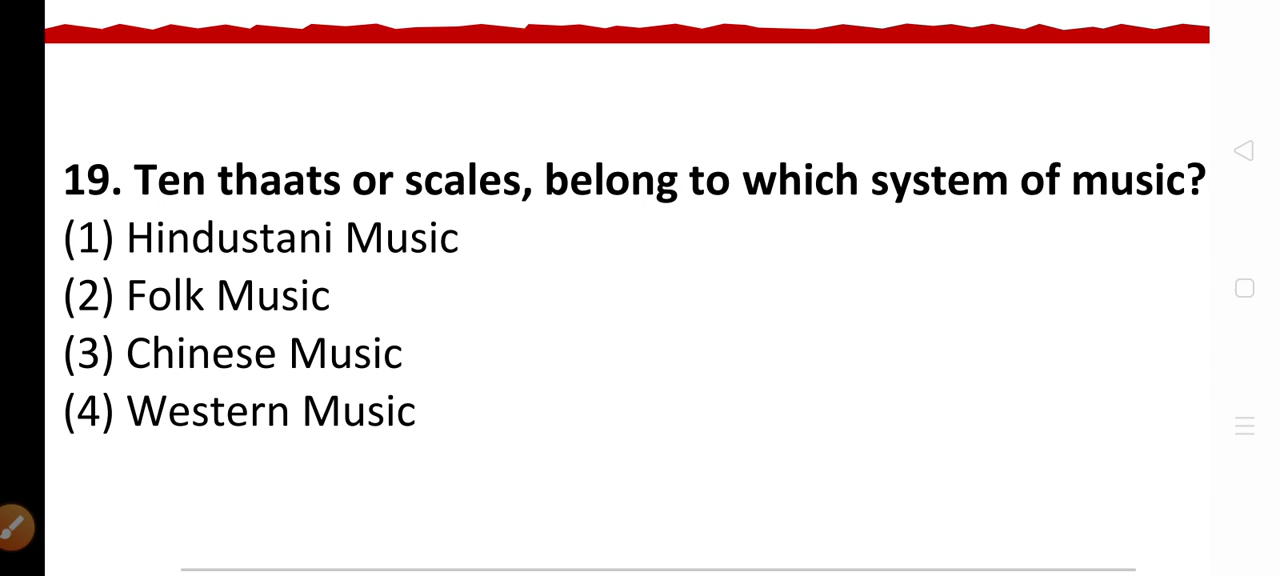 19. Ten thaats or scales, belong to which system of music?
(1) Hindustani Music
(2) Folk Music
(3) Chinese Music
(4) Western Music